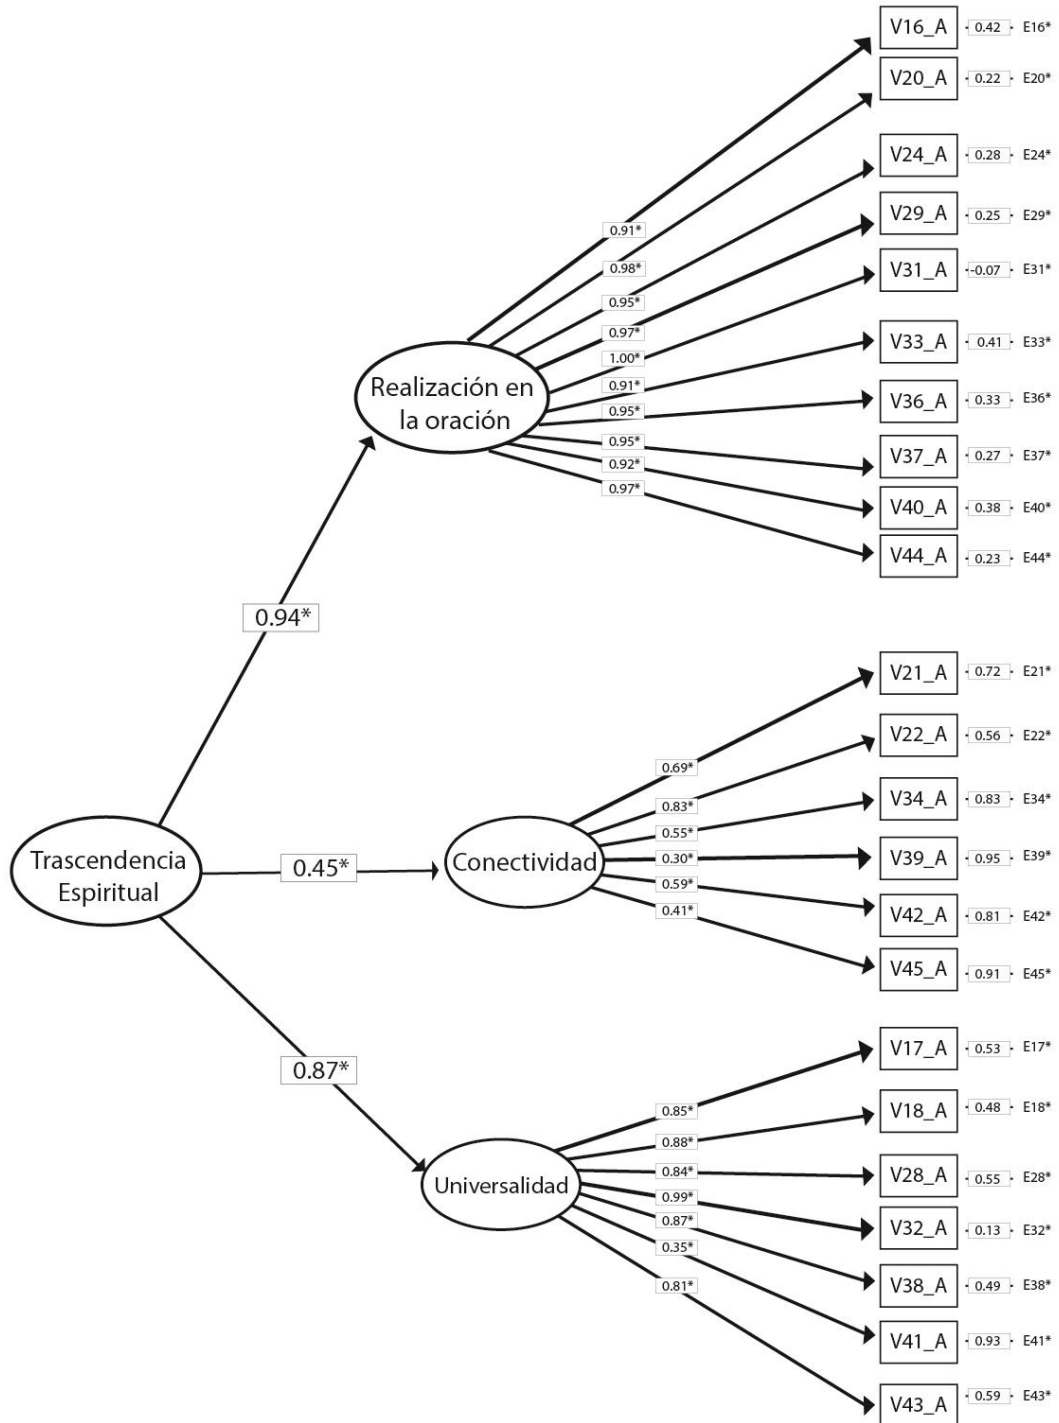 V16_A 0.42 E16*
V20_A 0.22 E20*
V24_A 0.28 E24*
V29_A 0.25 E29*
V31_A -0.07 E31*
V33_A 0.41 E33*
V36_A 0.33 E36*
V37_A 0.27 E37*
V40_A 0.38 E40*
V44_A 0.23 E44*
0.91*
0.98*
0.95*
0.97*
1.00*
0.91*
0.95*
0.95*
0.92*
0.97*
Realización en
la oración
0.94*
V21_A 0.72 E21*
V22_A 0.56 E22*
V34_A 0.83 E34*
V39_A 0.95 E39*
V42_A 0.81 E42*
V45_A 0.91 E45*
0.69*
0.83*
0.55*
0.30*
0.59*
0.41*
Trascendencia
Espiritual
0.45*
Conectividad
0.87*
V17_A 0.53 E17*
V18_A 0.48 E18*
V28_A 0.55 E28*
V32_A 0.13 E32*
V38_A 0.49 E38*
V41_A 0.93 E41*
V43_A 0.59 E43*
0.85*
0.88*
0.84*
0.99*
0.87*
0.35*
0.81*
Universalidad